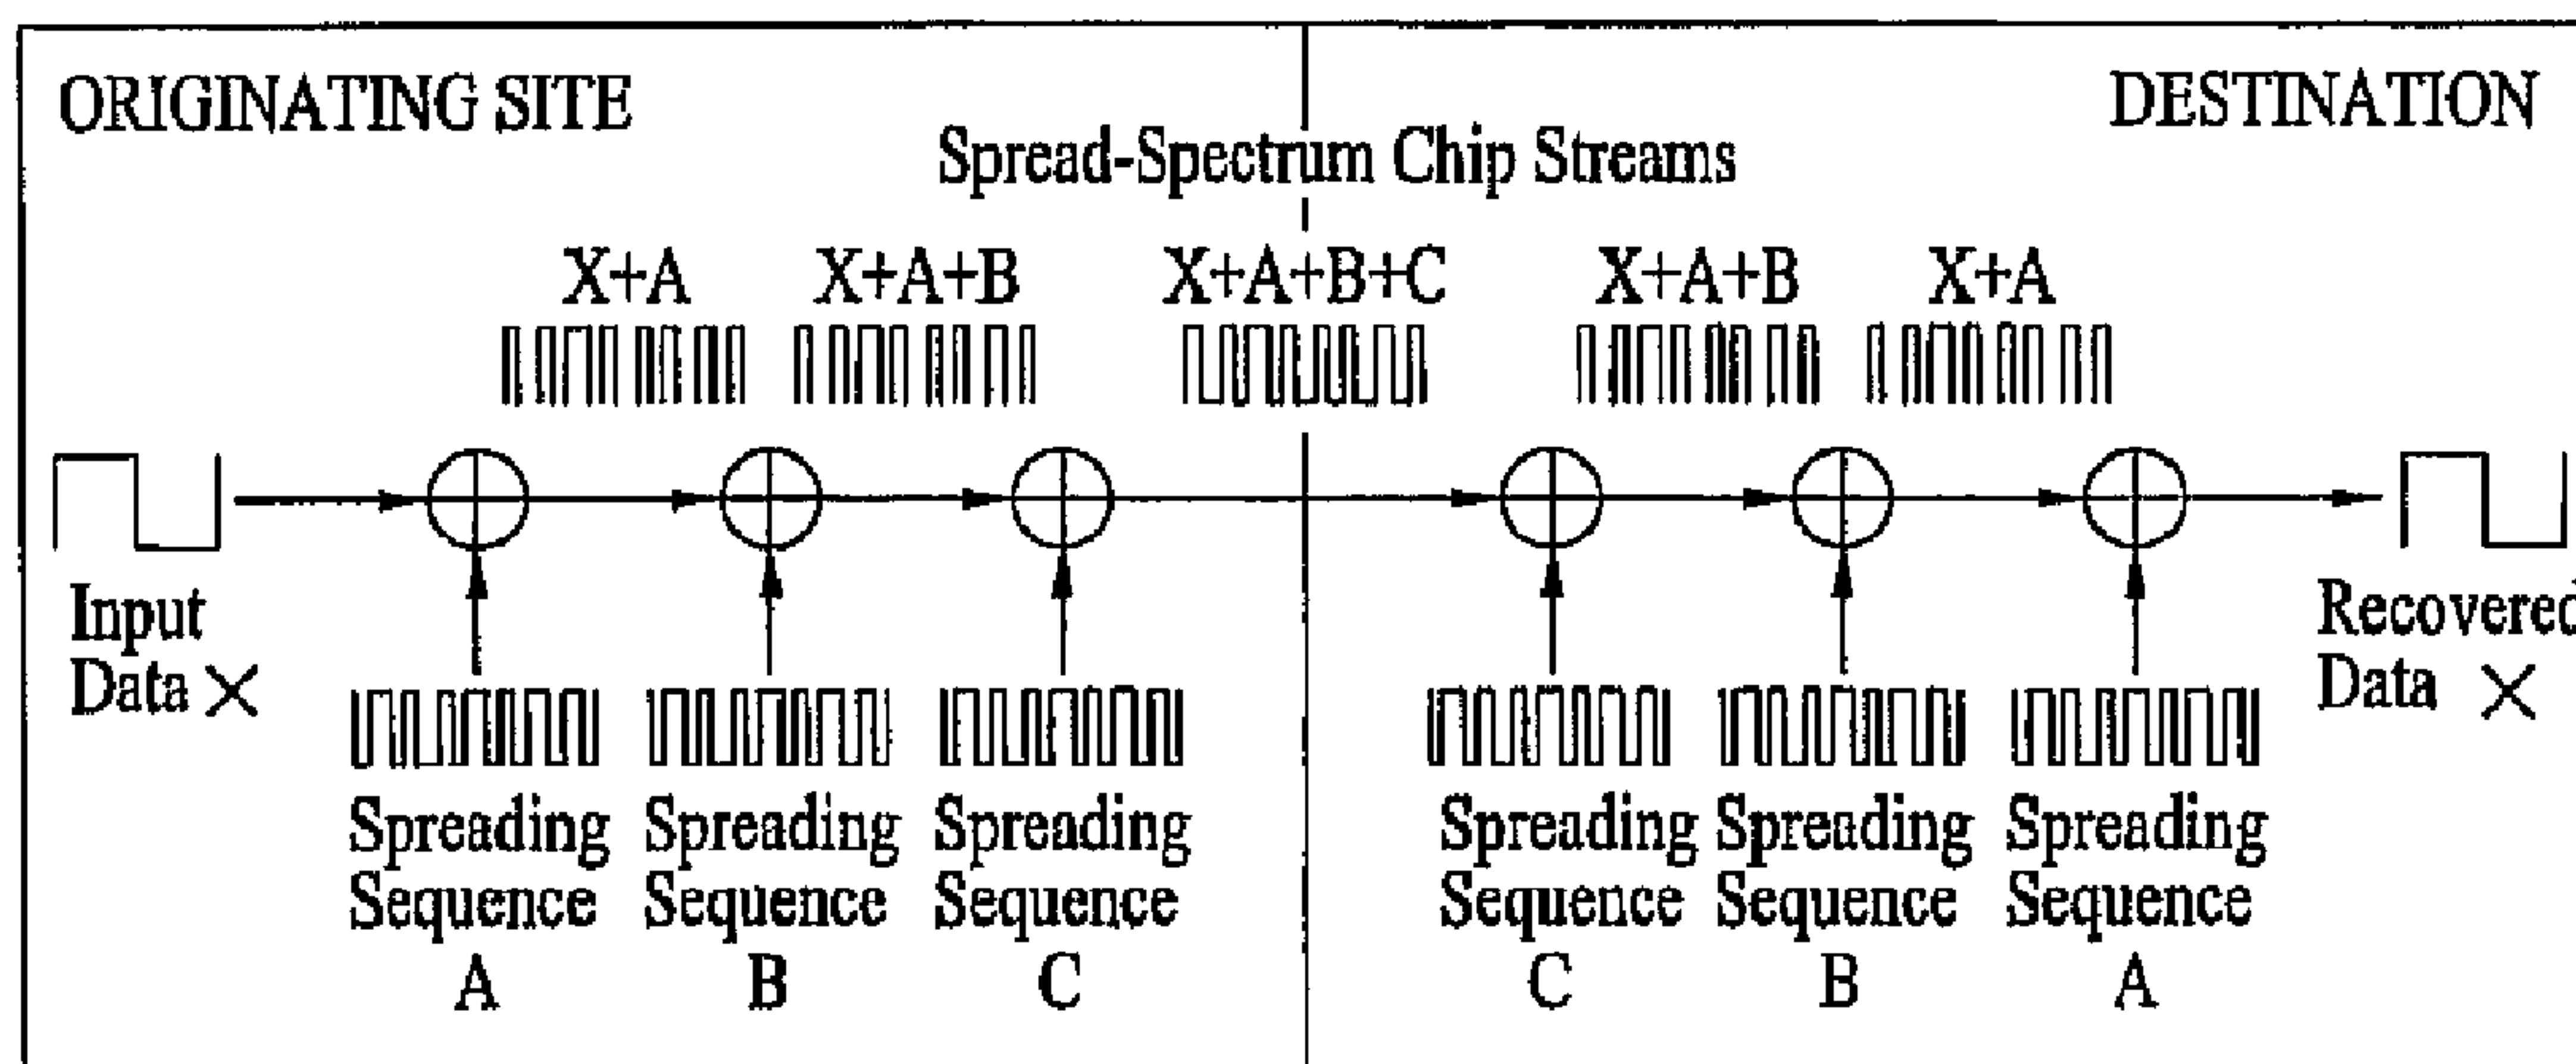 ORIGINATING SITE
DESTINATION
Spread-Spectrum Chip Streams
X+A
X+A+B
X+A+B+C
X+A+B
X+A
Input
Data X
Recovered
Data X
Spreading
Sequence
A
Spreading
Sequence
B
Spreading
Sequence
C
Spreading
Sequence
C
Spreading
Sequence
B
Spreading
Sequence
A